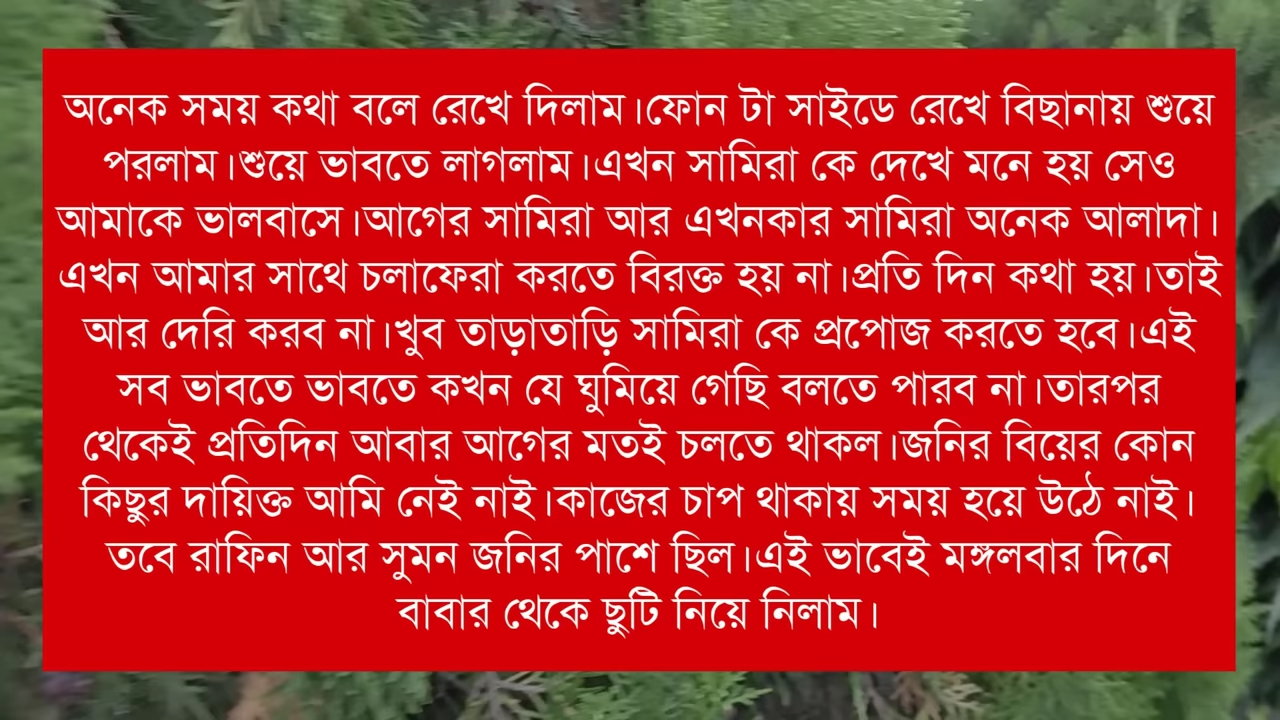 অনেক সময় কথা বলে রেখে দিলাম।ফোন টা সাইডে রেখে বিছানায় শুয়ে
পরলাম।শুয়ে ভাবতে লাগলাম।এখন সামিরা কে দেখে মনে হয় সেও
আমাকে ভালবাসে।আগের সামিরা আর এখনকার সামিরা অনেক আলাদা।
এখন আমার সাথে চলাফেরা করতে বিরক্ত হয় না।প্রতি দিন কথা হয়।তাই
আর দেরি করব না।খুব তাড়াতাড়ি সামিরা কে প্রপোজ করতে হবে।এই
সব ভাবতে ভাবতে কখন যে ঘুমিয়ে গেছি বলতে পারব না।তারপর
থেকেই প্রতিদিন আবার আগের মতই চলতে থাকল।জনির বিয়ের কোন
কিছুর দায়িক্ত আমি নেই নাই।কাজের চাপ থাকায় সময় হয়ে উঠে নাই।
তবে রাফিন আর সুমন জনির পাশে ছিল।এই ভাবেই মঙ্গলবার দিনে
বাবার থেকে ছুটি নিয়ে নিলাম।